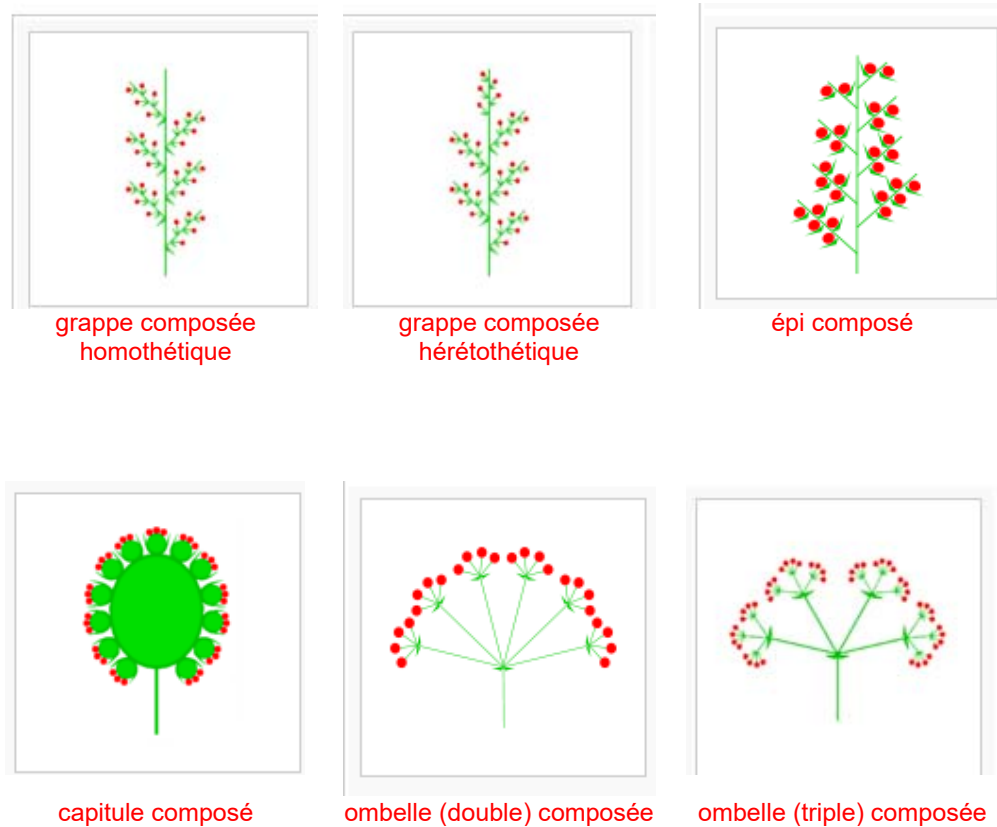 grappe composée
homothétique
grappe composée
hérétothétique
épi composé
capitule composé
ombelle (double) composée
ombelle (triple) composée